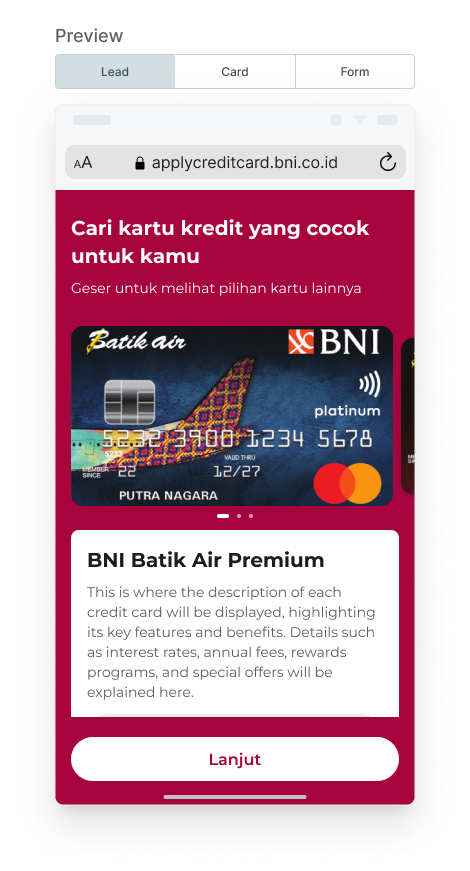 Preview
Lead Card Form
AA applycreditcard.bni.co.id
Cari kartu kredit yang cocok
untuk kamu
Geser untuk melihat pilihan kartu lainnya
Batik air BNI
platinum
5232 3900 1234 5678
5232
VALID THRU
MEMBER
SINCE 22 12/27
PUTRA NAGARA
BNI Batik Air Premium
This is where the description of each
credit card will be displayed, highlighting
its key features and benefits. Details such
as interest rates, annual fees, rewards
programs, and special offers will be
explained here.
Lanjut